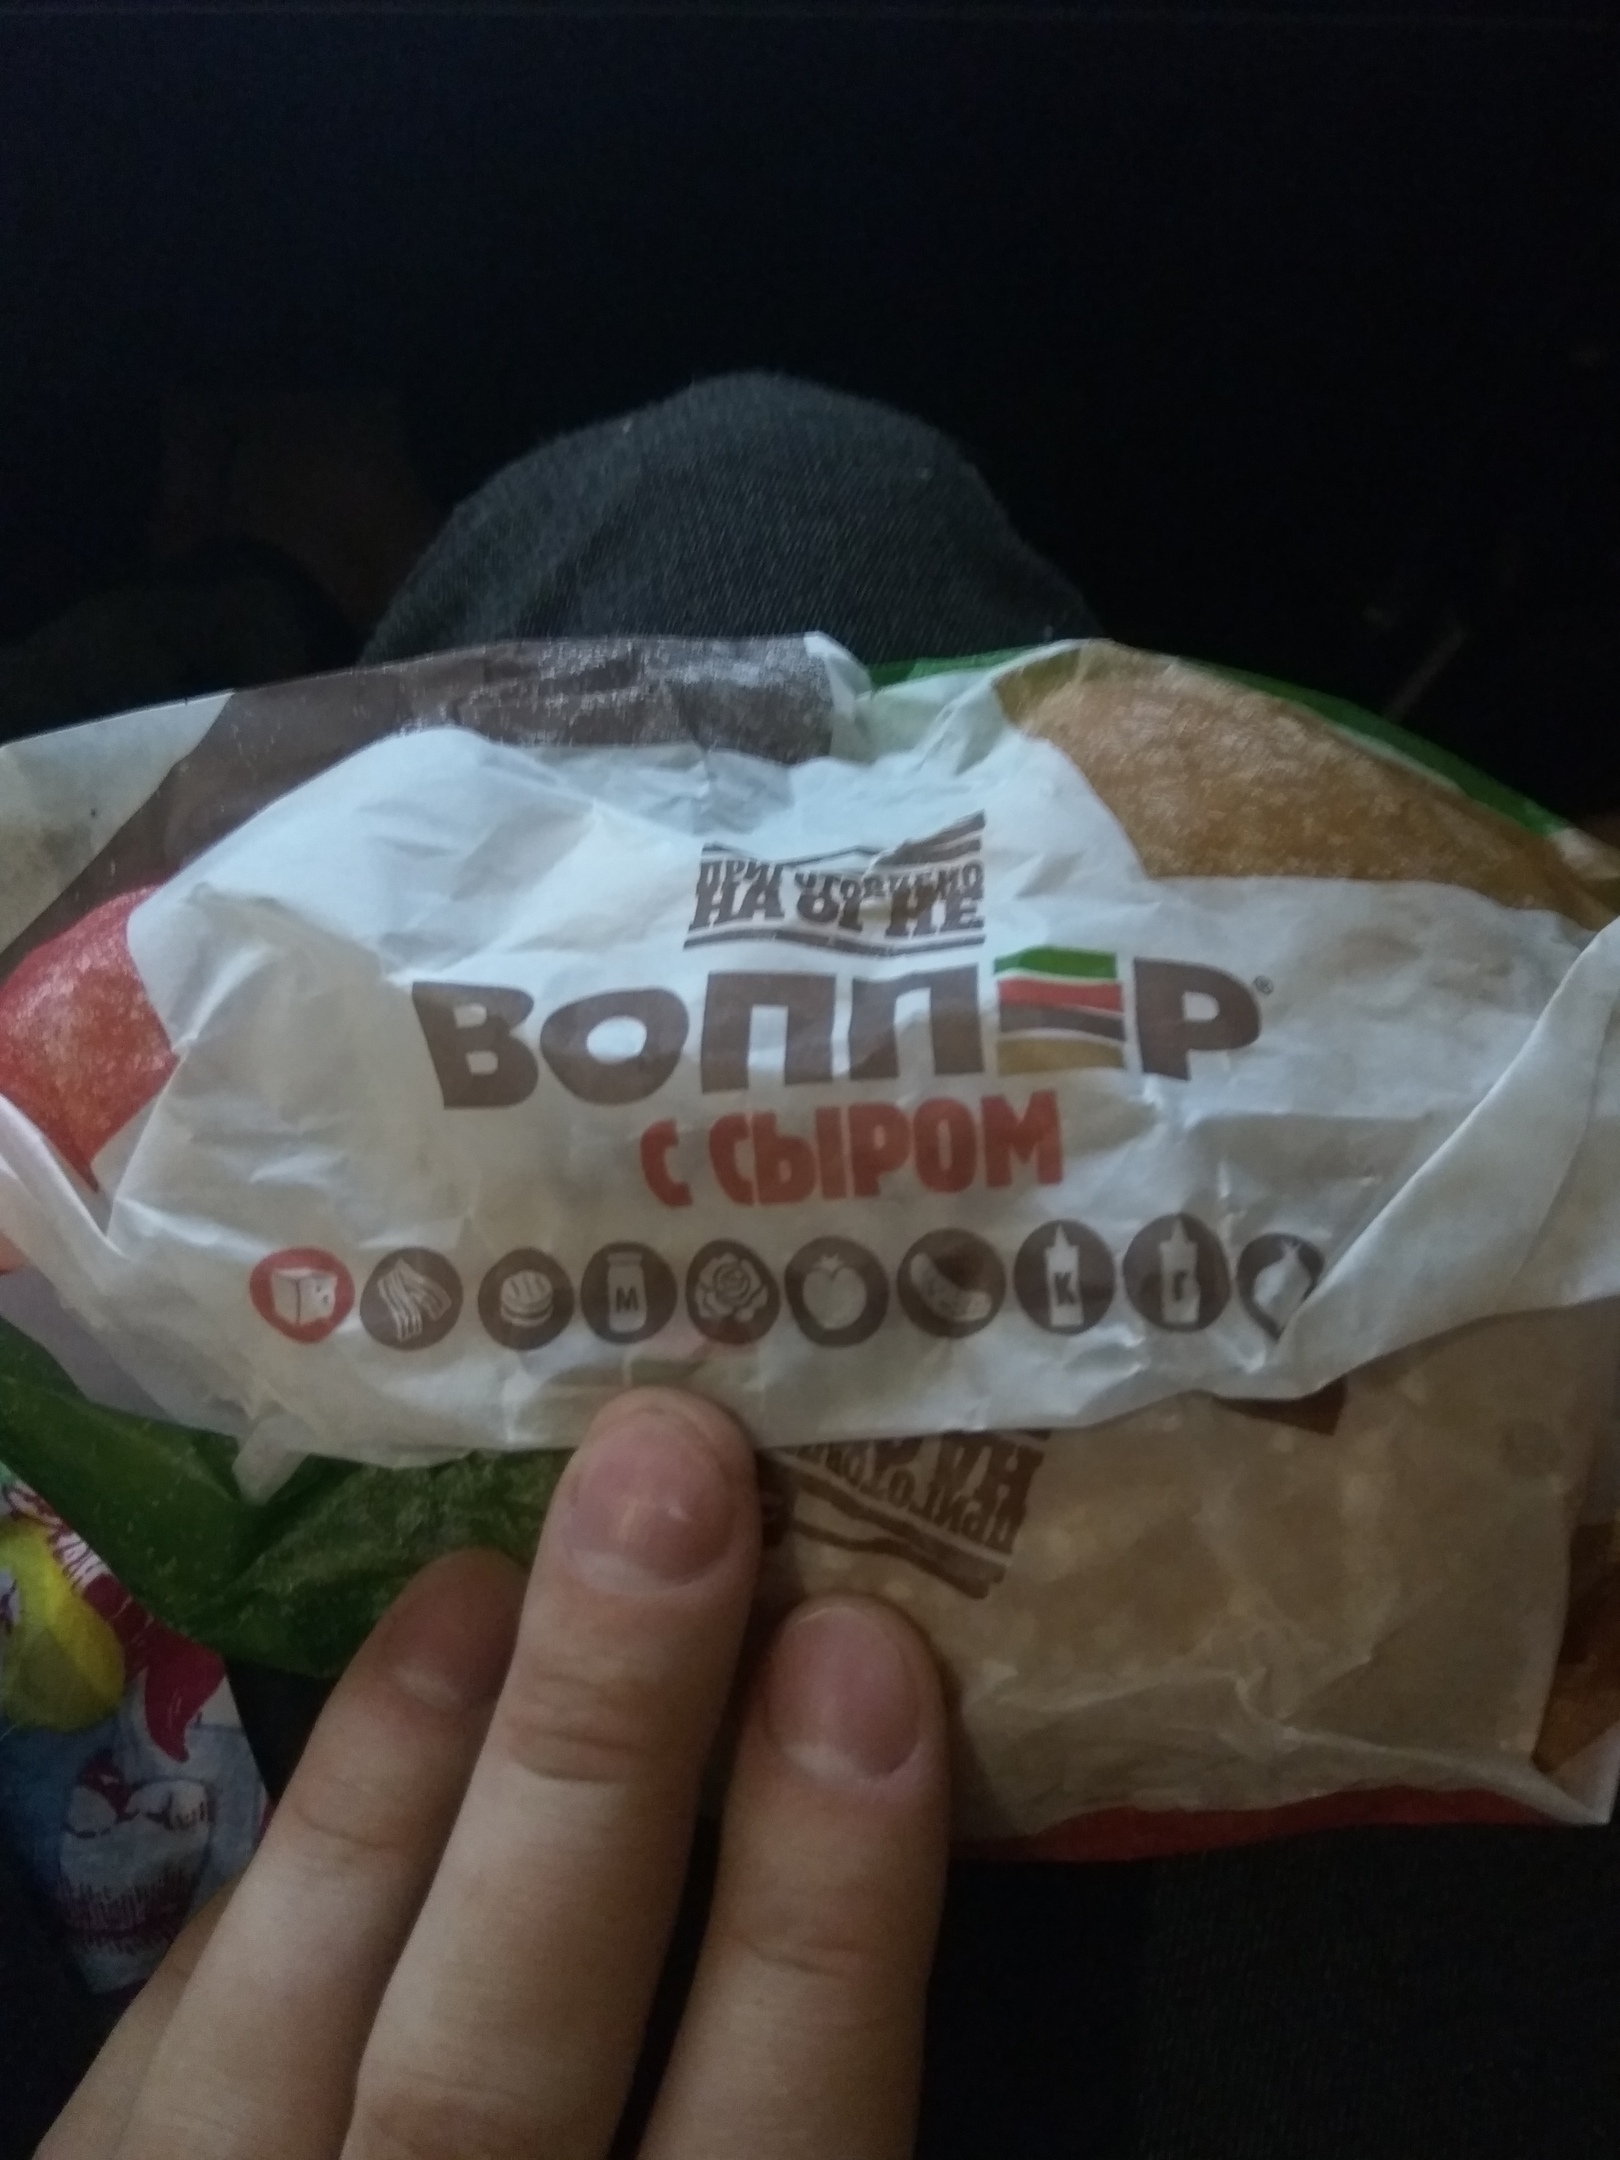 ПРИГОТОВЛЕНО
НА ОГНЕ
ВОППЕР®
С СЫРОМ
М К Г